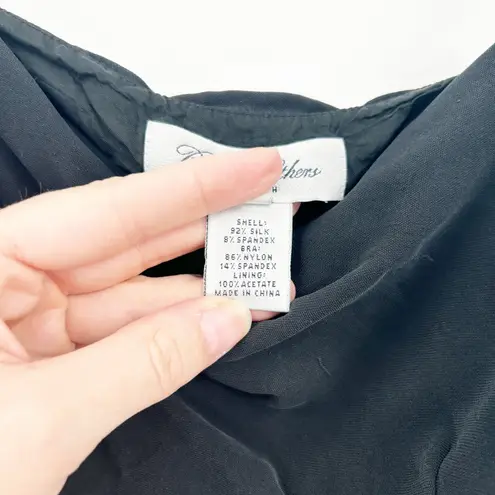 SHELL:
92% SILK
8% SPANDEX
BRA:
86% NYLON
14% SPANDEX
LINING:
100% ACETATE
MADE IN CHINA